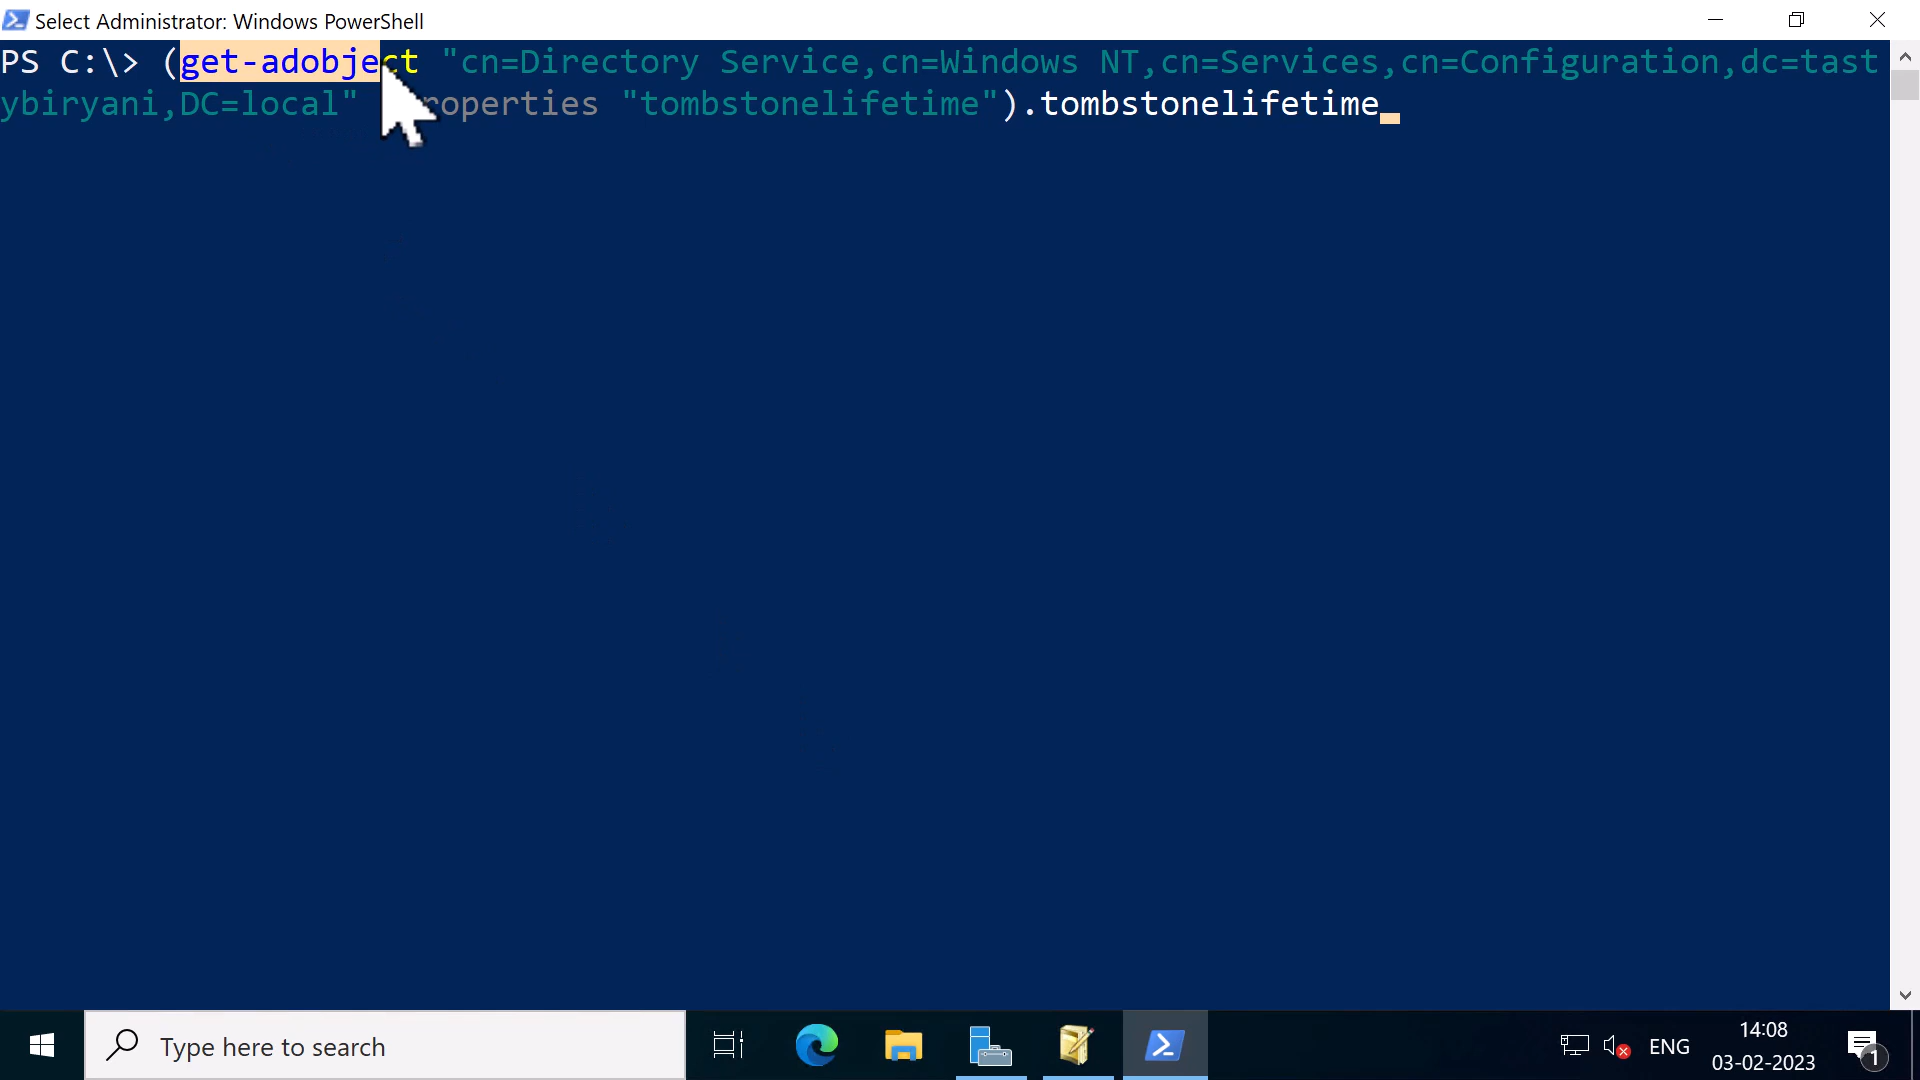 Select Administrator: Windows PowerShell
PS C:\> (get-adobject "cn=Directory Service,cn=Windows NT,cn=Services,cn=Configuration,dc=tast
ybiryani,DC=local" roperties "tombstonelifetime").tombstonelifetime
Type here to search
ENG
14:08
03-02-2023
1